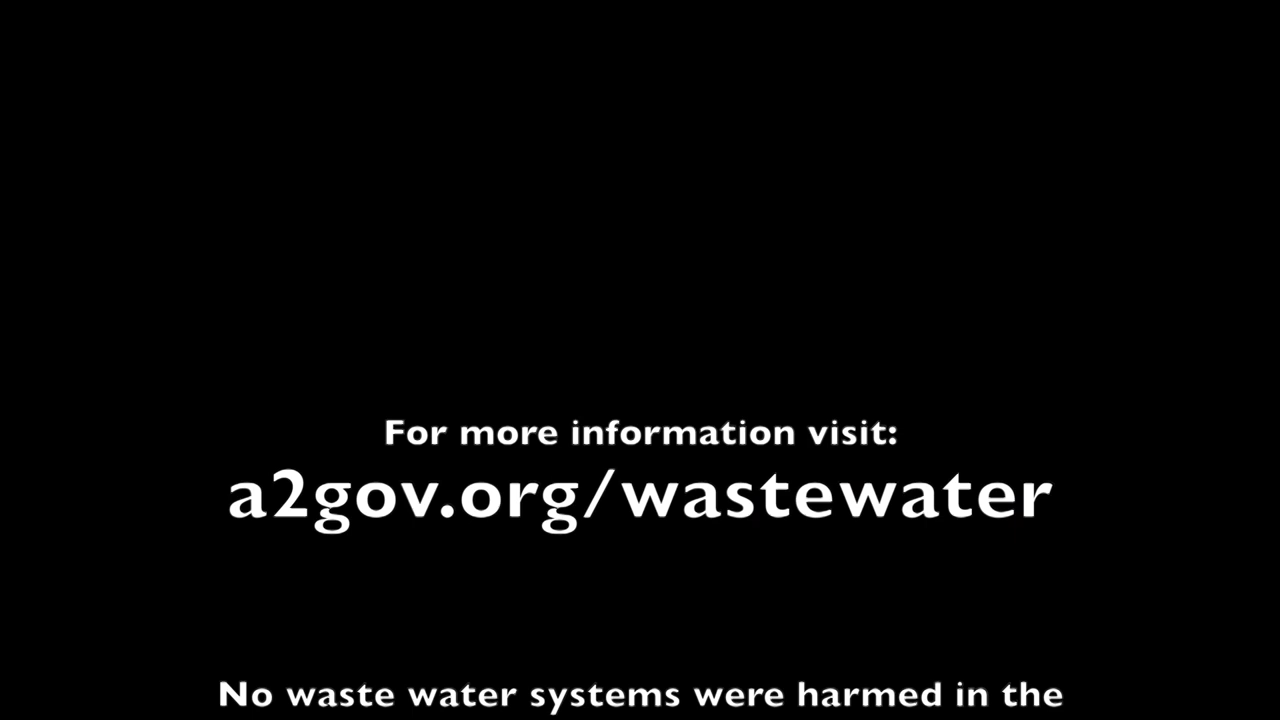 For more information visit:
a2gov.org/wastewater
No waste water systems were harmed in the